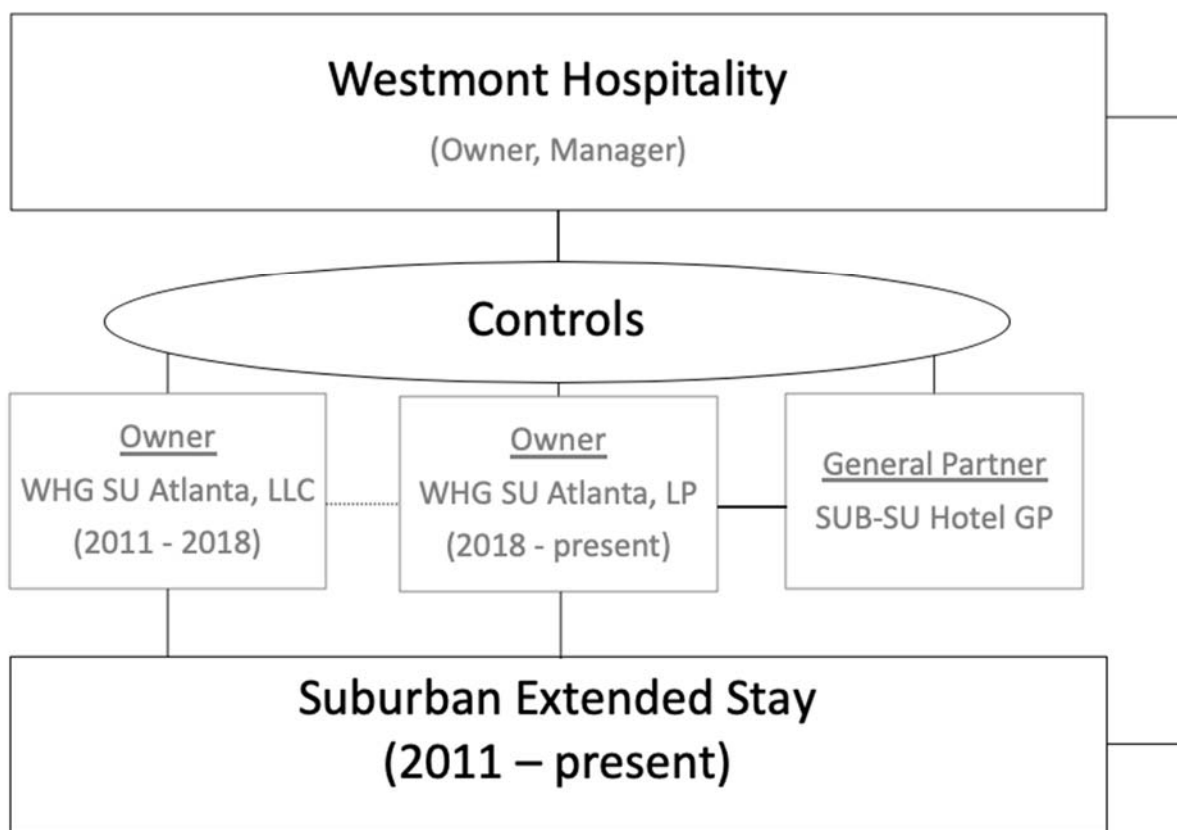 Westmont Hospitality
(Owner, Manager)
Controls
Owner
WHG SU Atlanta, LLC
(2011 - 2018)
Owner
WHG SU Atlanta, LP
(2018 - present)
General Partner
SUB-SU Hotel GP
Suburban Extended Stay
(2011 – present)